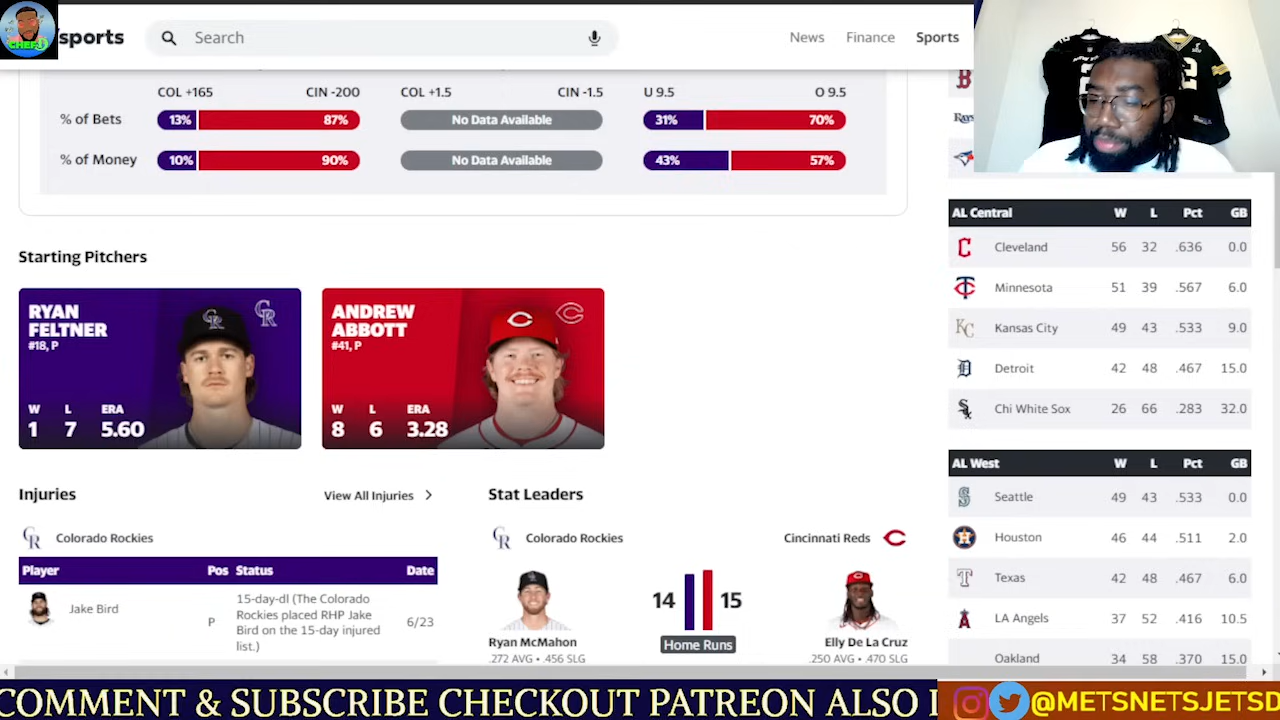 CHEF
sports
Search
News
Finance
Sports
COL +165
CIN -200
COL +1.5
CIN -1.5
U 9.5
O 9.5
% of Bets
13%
87%
No Data Available
31%
70%
% of Money
10%
90%
No Data Available
43%
57%
Starting Pitchers
RYAN
FELTNER
#18, P
W L ERA
1 7 5.60
ANDREW
ABBOTT
#41, P
W L ERA
8 6 3.28
Injuries
View All Injuries
Colorado Rockies
Player Pos Status Date
Jake Bird
P
15-day-dl (The Colorado
Rockies placed RHP Jake
Bird on the 15-day injured
list.)
6/23
Stat Leaders
Colorado Rockies
Cincinnati Reds
14
15
Home Runs
Ryan McMahon
.272 AVG • .456 SLG
Elly De La Cruz
.250 AVG • .470 SLG
AL Central W L Pct GB
Cleveland 56 32 .636 0.0
Minnesota 51 39 .567 6.0
Kansas City 49 43 .533 9.0
Detroit 42 48 .467 15.0
Chi White Sox 26 66 .283 32.0
AL West W L Pct GB
Seattle 49 43 .533 0.0
Houston 46 44 .511 2.0
Texas 42 48 .467 6.0
LA Angels 37 52 .416 10.5
Oakland 34 58 .370 15.0
COMMENT & SUBSCRIBE CHECKOUT PATREON ALSO
@METSNETSJETSD